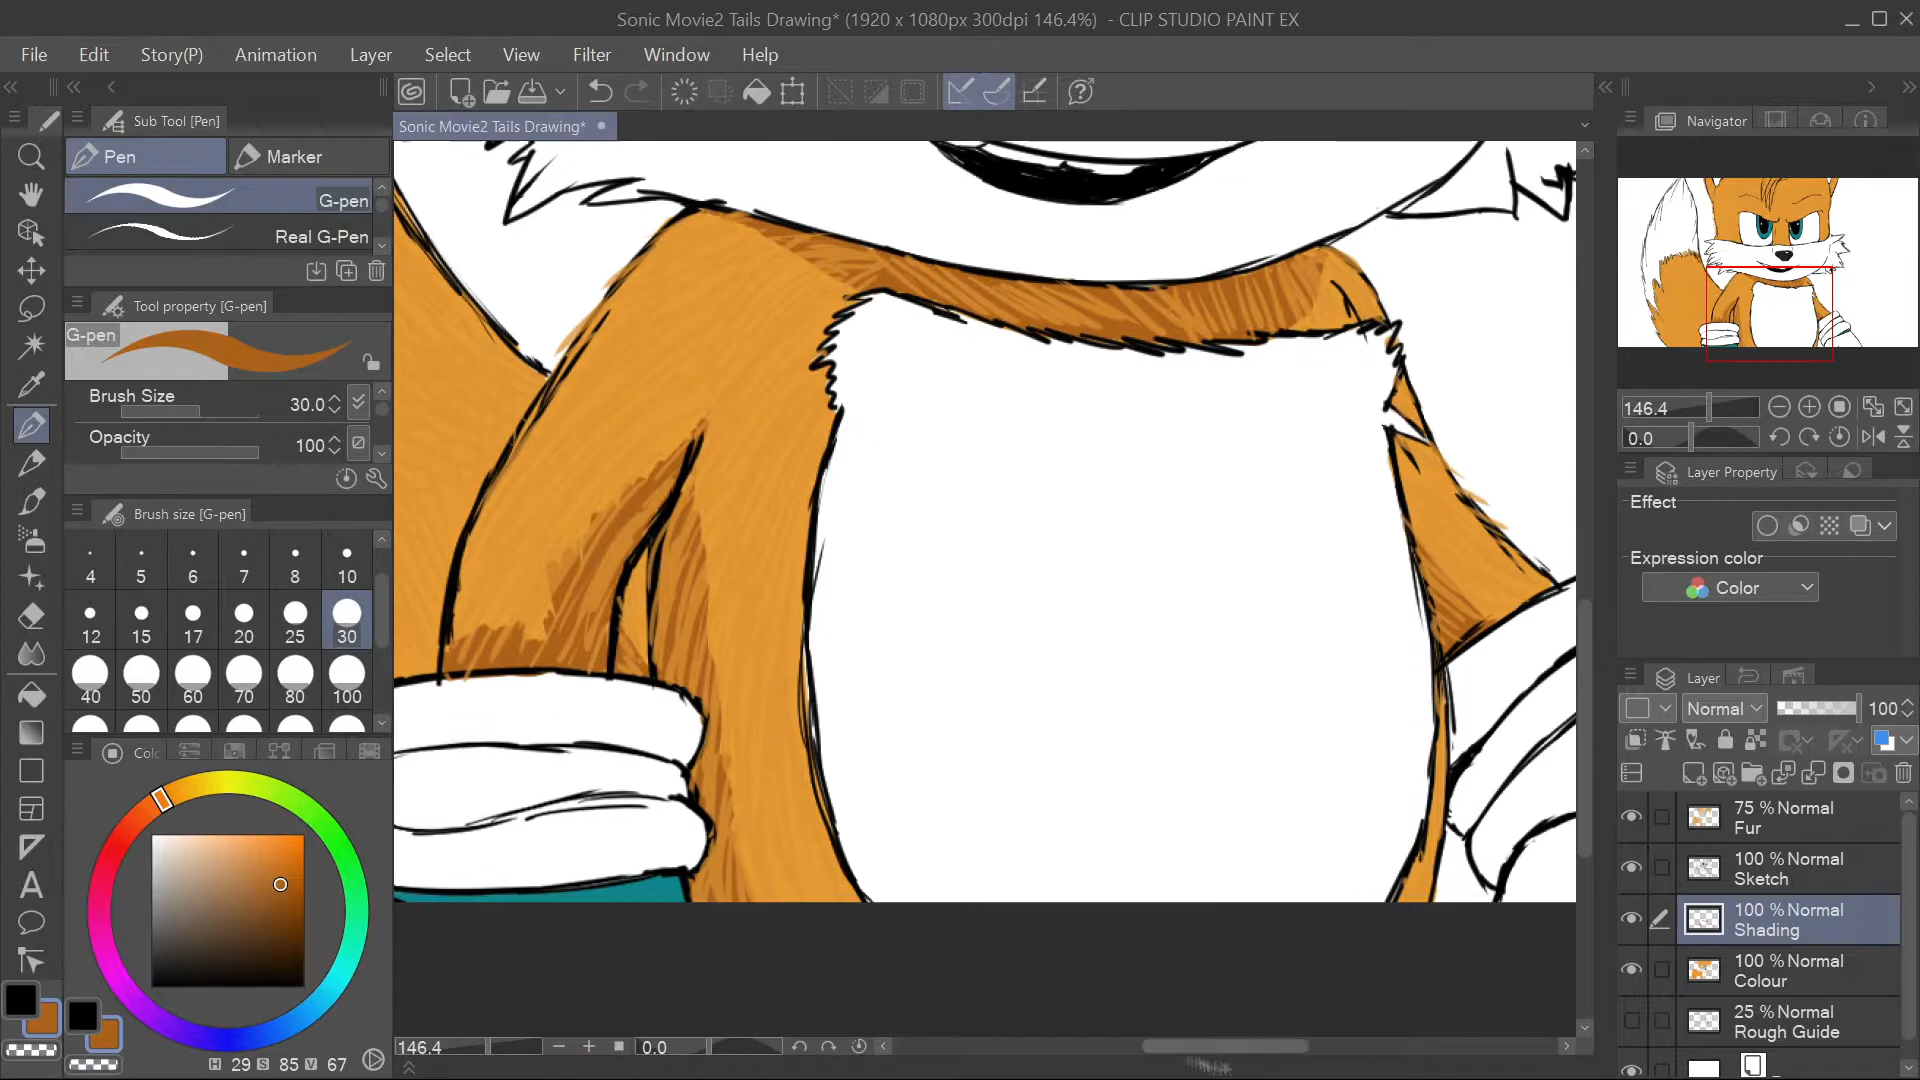 Sonic Movie2 Tails Drawing* (1920 x 1080px 300dpi 146.4%) - CLIP STUDIO PAINT EX
File Edit Story(P) Animation Layer Select View Filter Window Help
Sub Tool [Pen]
Pen Marker
G-pen
Real G-Pen
Tool property [G-pen]
G-pen
Brush Size 30.0
Opacity 100
Brush size [G-pen]
4 5 6 7 8 10
12 15 17 20 25 30
40 50 60 70 80 100
Colc
H 29 S 85 V 67
Sonic Movie2 Tails Drawing*
146.4 0.0
Navigator
146.4
0.0
Layer Property
Effect
Expression color
Color
Layer
Normal 100
75 % Normal
Fur
100 % Normal
Sketch
100 % Normal
Shading
100 % Normal
Colour
25 % Normal
Rough Guide